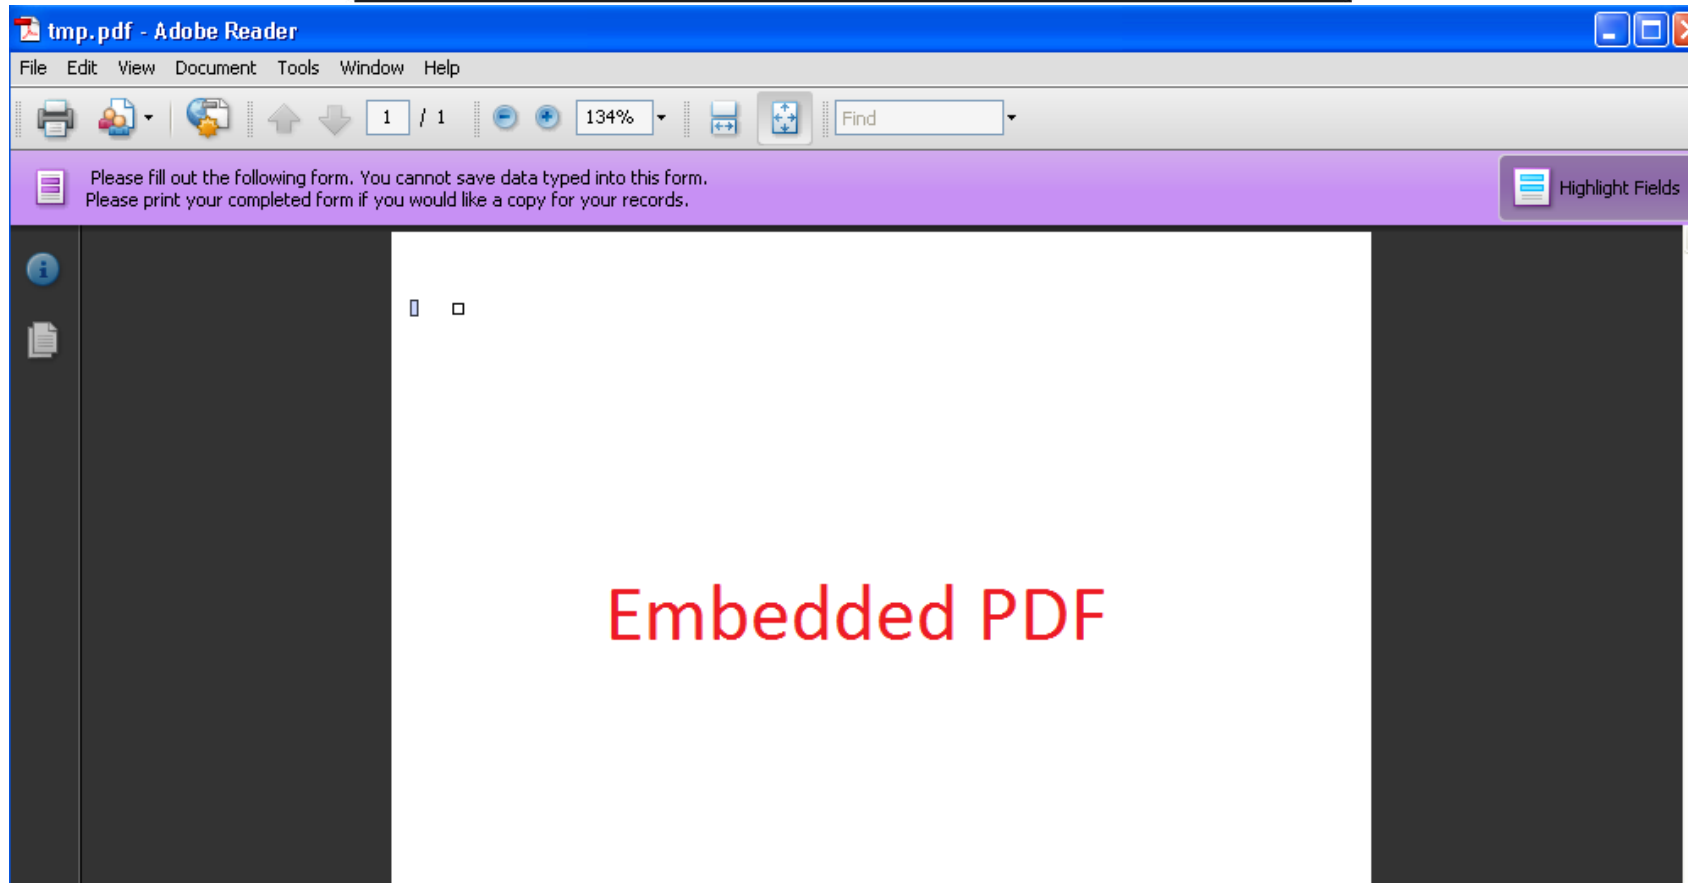 tmp.pdf - Adobe Reader
File Edit View Document Tools Window Help
1 / 1 134% Find
Please fill out the following form. You cannot save data typed into this form.
Please print your completed form if you would like a copy for your records.
Highlight Fields
Embedded PDF